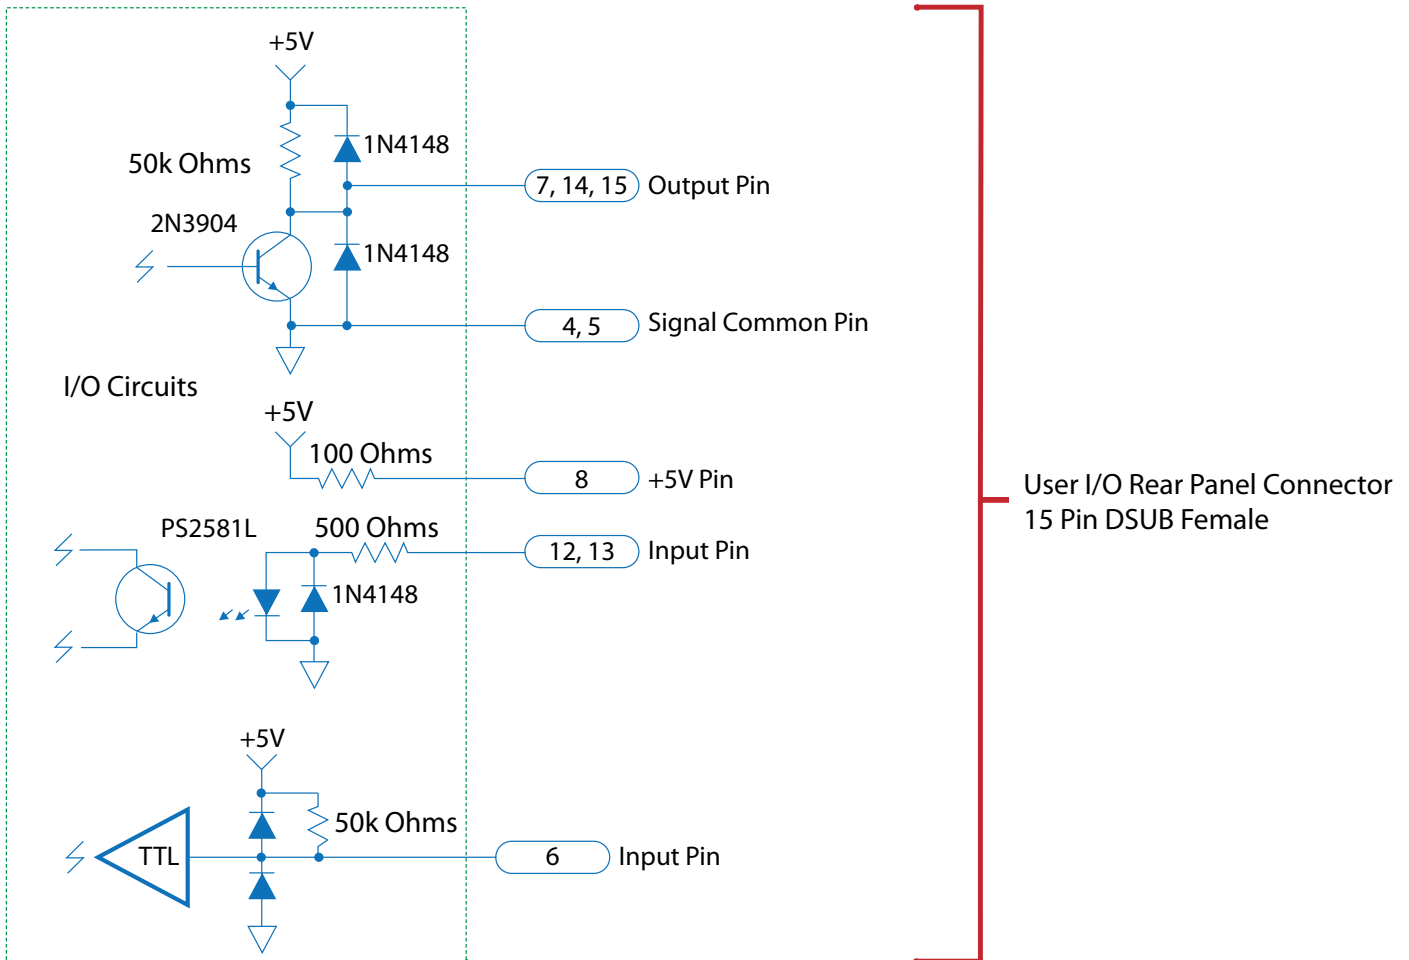 +5V
1N4148
50k Ohms
7, 14, 15 Output Pin
2N3904
1N4148
4, 5 Signal Common Pin
I/O Circuits
+5V
100 Ohms
8 +5V Pin
PS2581L
500 Ohms
12, 13 Input Pin
1N4148
User I/O Rear Panel Connector
15 Pin DSUB Female
+5V
50k Ohms
TTL
6 Input Pin